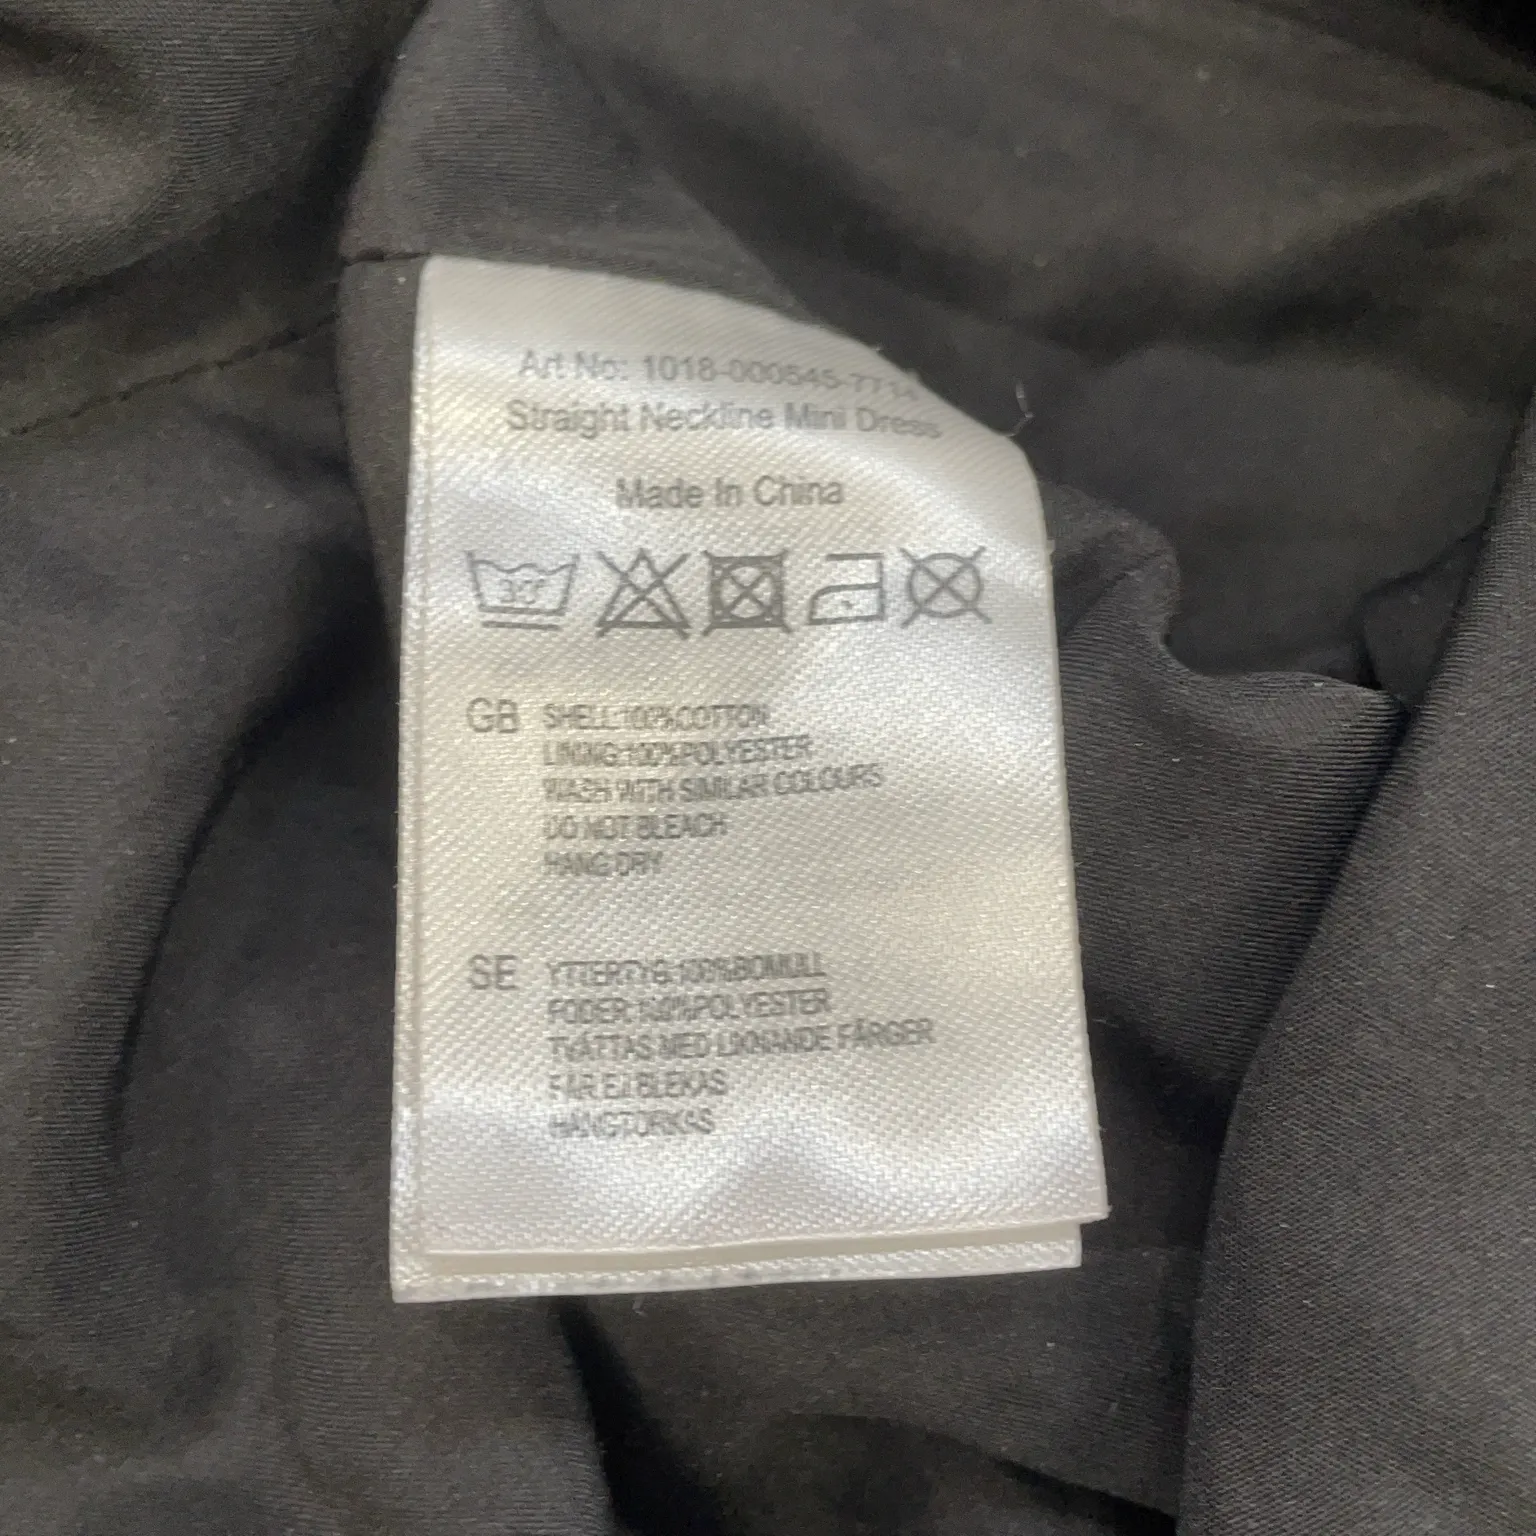 Art No: 1018-000545-7714
Straight Neckline Mini Dress
Made In China
30°
GB SHELL:100%COTTON
LINING:100%POLYESTER
WASH WITH SIMILAR COLOURS
DO NOT BLEACH
HANG DRY
SE YTTERTYG:100%BOMULL
FODER:100%POLYESTER
TVÄTTAS MED LIKNANDE FÄRGER
FÅR EJ BLEKAS
HÄNGTORKAS